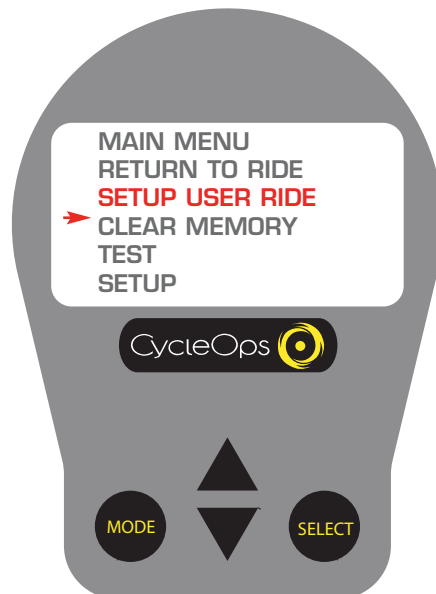 MAIN MENU
RETURN TO RIDE
SETUP USER RIDE
CLEAR MEMORY
TEST
SETUP
CycleOps
MODE
SELECT